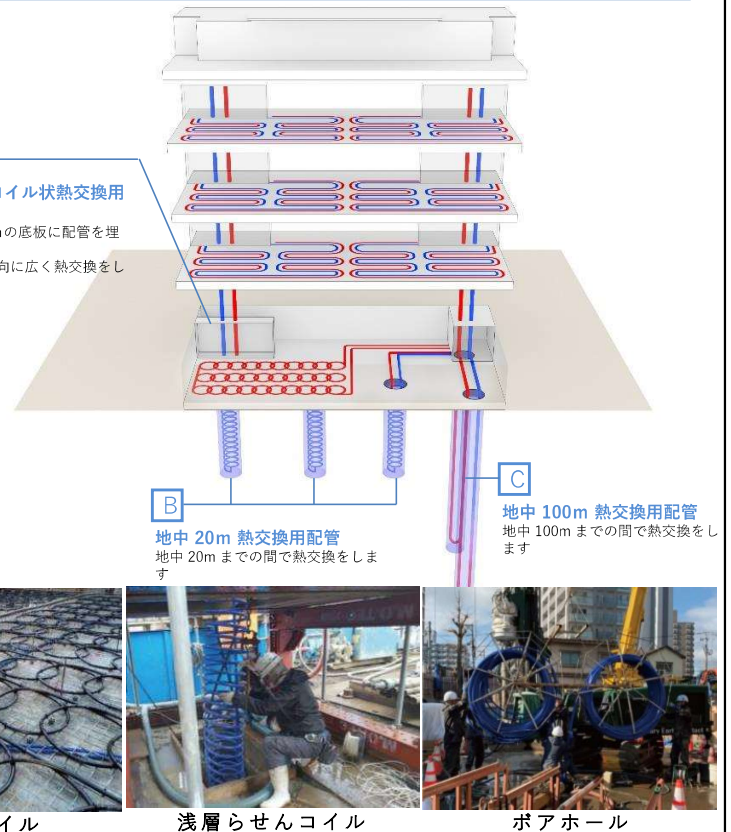 コイル状熱交換用
mの底板に配管を埋
向に広く熱交換をし
B
地中 20m 熱交換用配管
地中 20m までの間で熱交換をしま
す
C
地中 100m 熱交換用配管
地中 100m までの間で熱交換をし
ます
イル
浅層らせんコイル
ボアホール